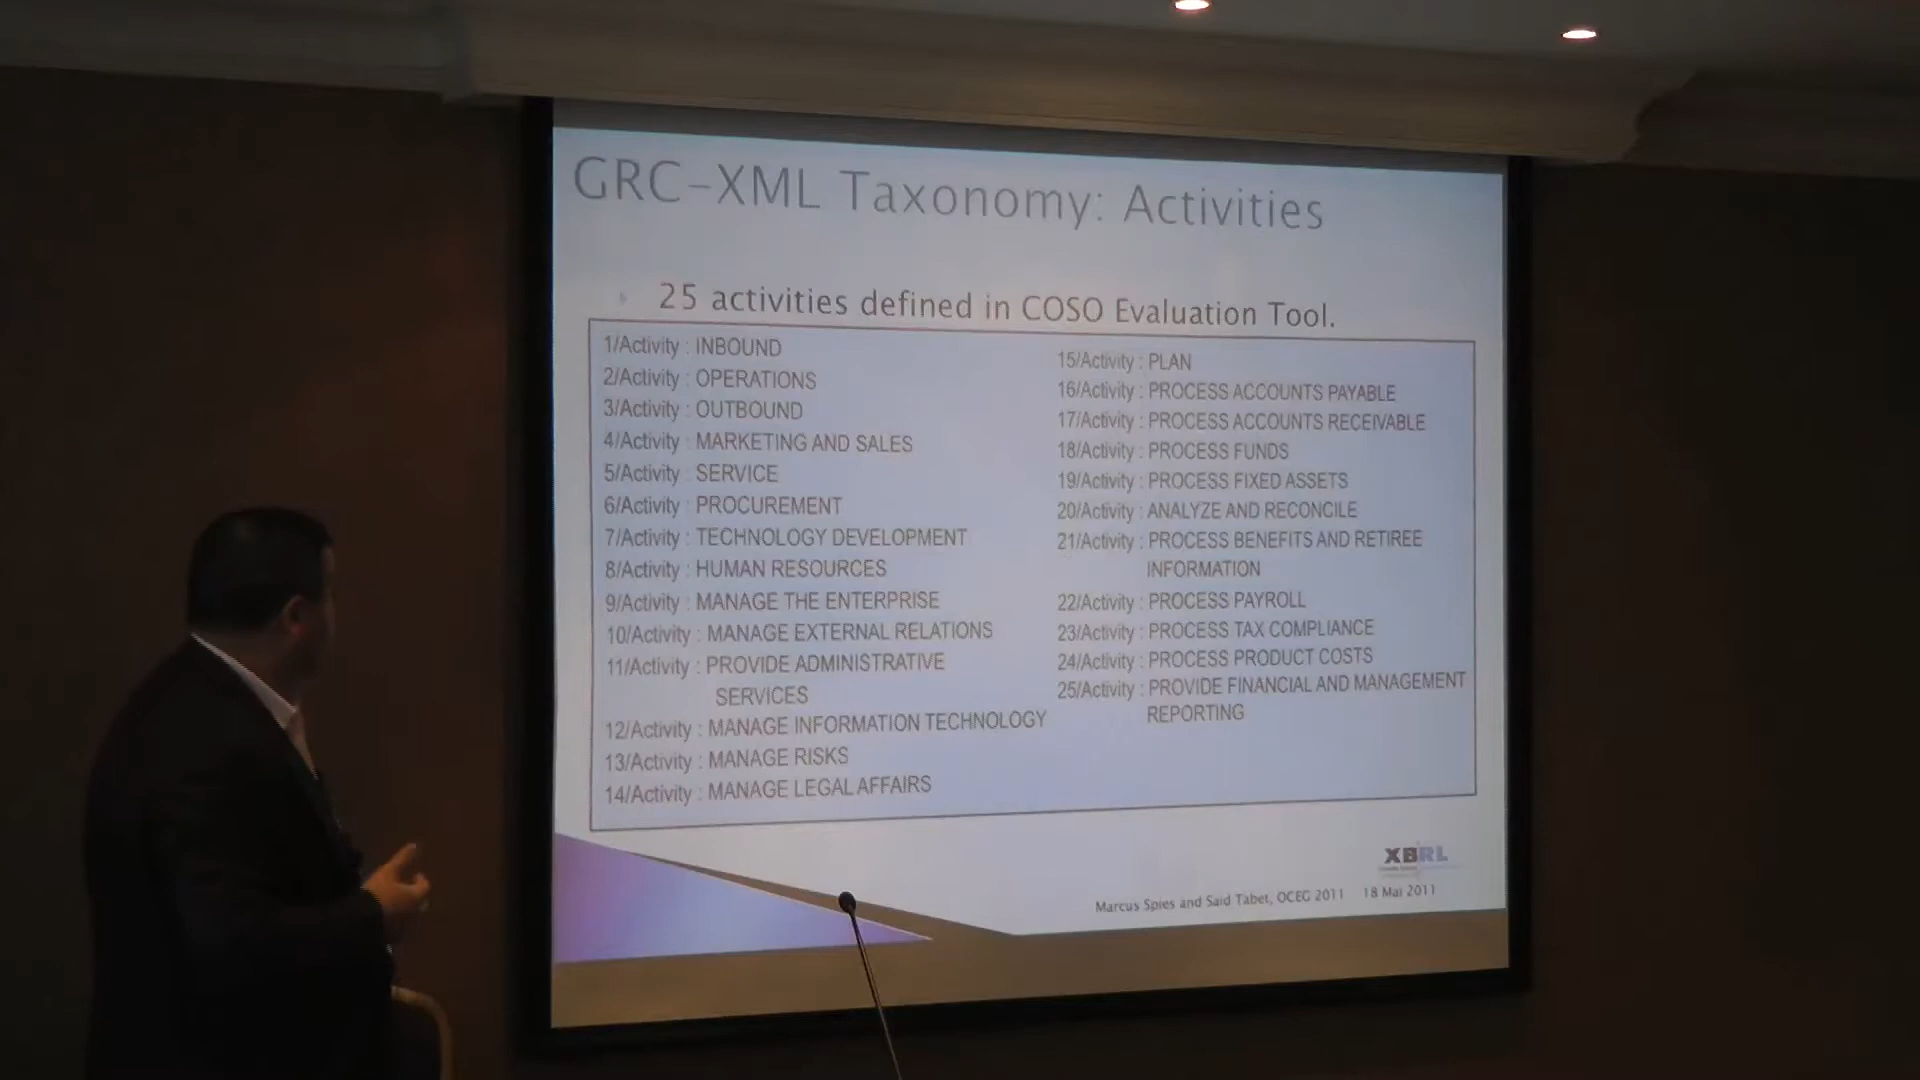 GRC-XML Taxonomy: Activities
25 activities defined in COSO Evaluation Tool.
1/Activity : INBOUND
2/Activity : OPERATIONS
3/Activity : OUTBOUND
4/Activity : MARKETING AND SALES
5/Activity : SERVICE
6/Activity : PROCUREMENT
7/Activity : TECHNOLOGY DEVELOPMENT
8/Activity : HUMAN RESOURCES
9/Activity : MANAGE THE ENTERPRISE
10/Activity : MANAGE EXTERNAL RELATIONS
11/Activity : PROVIDE ADMINISTRATIVE
SERVICES
12/Activity : MANAGE INFORMATION TECHNOLOGY
13/Activity : MANAGE RISKS
14/Activity : MANAGE LEGAL AFFAIRS
15/Activity : PLAN
16/Activity : PROCESS ACCOUNTS PAYABLE
17/Activity : PROCESS ACCOUNTS RECEIVABLE
18/Activity : PROCESS FUNDS
19/Activity : PROCESS FIXED ASSETS
20/Activity : ANALYZE AND RECONCILE
21/Activity : PROCESS BENEFITS AND RETIREE
INFORMATION
22/Activity : PROCESS PAYROLL
23/Activity : PROCESS TAX COMPLIANCE
24/Activity : PROCESS PRODUCT COSTS
25/Activity : PROVIDE FINANCIAL AND MANAGEMENT
REPORTING
XBRL
Marcus Spies and Said Tabet, OCEG 2011 18 Mai 2011